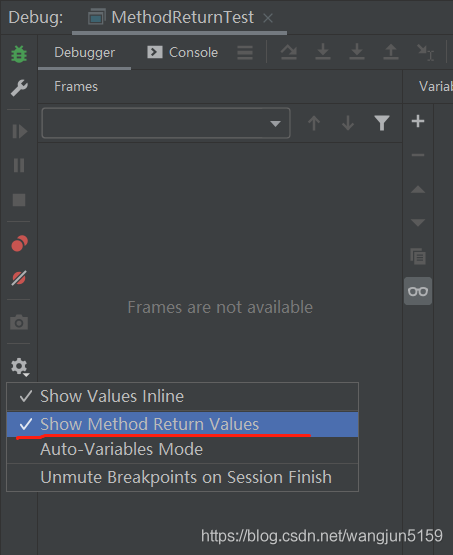 Debug: MethodReturnTest
Debugger Console
Frames Variab
Frames are not available
Show Values Inline
Show Method Return Values
Auto-Variables Mode
Unmute Breakpoints on Session Finish
https://blog.csdn.net/wangjun5159